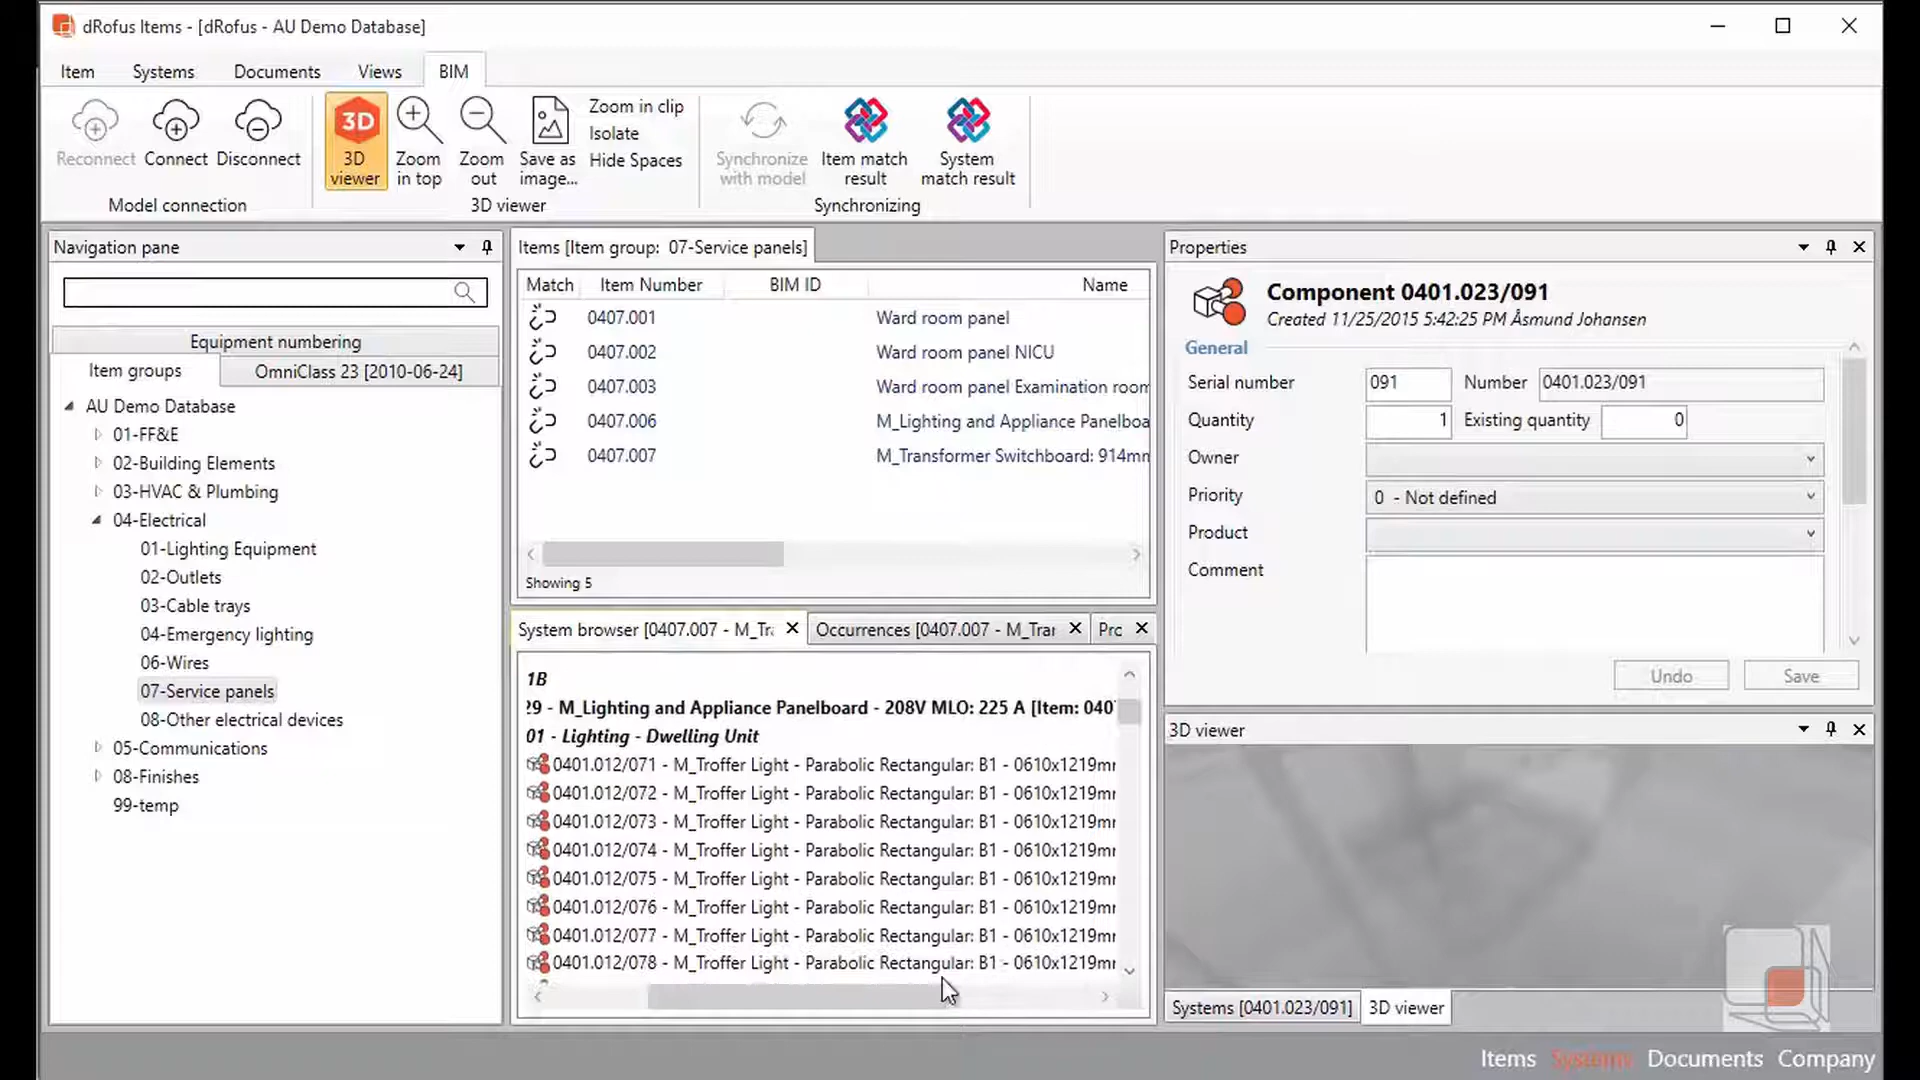 dRofus Items - [dRofus - AU Demo Database]
Item
Systems
Documents
Views
BIM
Reconnect
Connect
Disconnect
Model connection
3D
3D viewer
Zoom in top
Zoom out
Save as image...
Zoom in clip
Isolate
Hide Spaces
3D viewer
Synchronize with model
Item match result
System match result
Synchronizing
Navigation pane
Equipment numbering
Item groups
OmniClass 23 [2010-06-24]
AU Demo Database
01-FF&E
02-Building Elements
03-HVAC & Plumbing
04-Electrical
01-Lighting Equipment
02-Outlets
03-Cable trays
04-Emergency lighting
06-Wires
07-Service panels
08-Other electrical devices
05-Communications
08-Finishes
99-temp
Items [Item group: 07-Service panels]
Match Item Number BIM ID Name
0407.001 Ward room panel
0407.002 Ward room panel NICU
0407.003 Ward room panel Examination room
0407.006 M_Lighting and Appliance Panelboa
0407.007 M_Transformer Switchboard: 914mm
Showing 5
System browser [0407.007 - M_Tra
Occurrences [0407.007 - M_Tran
Prc
1B
29 - M_Lighting and Appliance Panelboard - 208V MLO: 225 A [Item: 040
01 - Lighting - Dwelling Unit
0401.012/071 - M_Troffer Light - Parabolic Rectangular: B1 - 0610x1219mm
0401.012/072 - M_Troffer Light - Parabolic Rectangular: B1 - 0610x1219mm
0401.012/073 - M_Troffer Light - Parabolic Rectangular: B1 - 0610x1219mm
0401.012/074 - M_Troffer Light - Parabolic Rectangular: B1 - 0610x1219mm
0401.012/075 - M_Troffer Light - Parabolic Rectangular: B1 - 0610x1219mm
0401.012/076 - M_Troffer Light - Parabolic Rectangular: B1 - 0610x1219mm
0401.012/077 - M_Troffer Light - Parabolic Rectangular: B1 - 0610x1219mm
0401.012/078 - M_Troffer Light - Parabolic Rectangular: B1 - 0610x1219mm
Properties
Component 0401.023/091
Created 11/25/2015 5:42:25 PM Åsmund Johansen
General
Serial number 091 Number 0401.023/091
Quantity 1 Existing quantity 0
Owner
Priority 0 - Not defined
Product
Comment
Undo
Save
3D viewer
Systems [0401.023/091]
3D viewer
Items Systems Documents Company